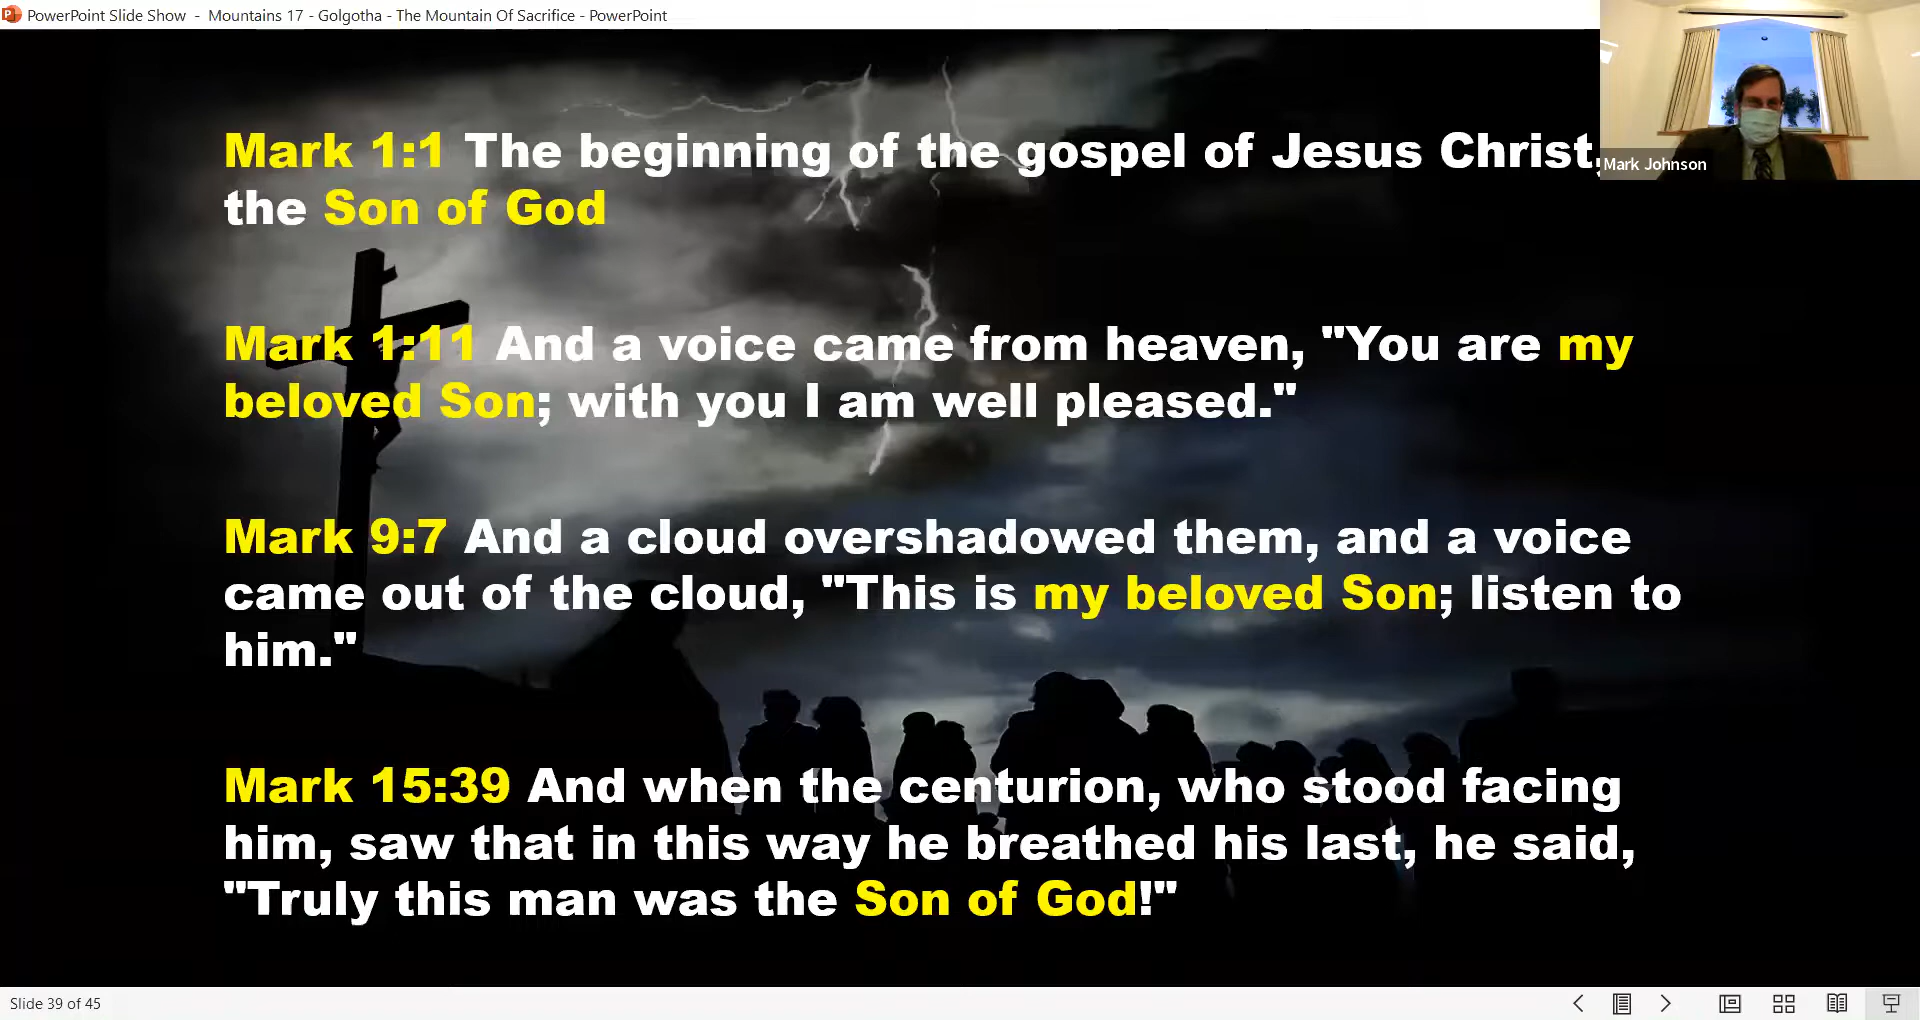 PowerPoint Slide Show - Mountains 17 - Golgotha - The Mountain Of Sacrifice - PowerPoint
Mark Johnson
Mark 1:1 The beginning of the gospel of Jesus Christ,
the Son of God
Mark 1:11 And a voice came from heaven, "You are my
beloved Son; with you I am well pleased."
Mark 9:7 And a cloud overshadowed them, and a voice
came out of the cloud, "This is my beloved Son; listen to
him."
Mark 15:39 And when the centurion, who stood facing
him, saw that in this way he breathed his last, he said,
"Truly this man was the Son of God!"
Slide 39 of 45